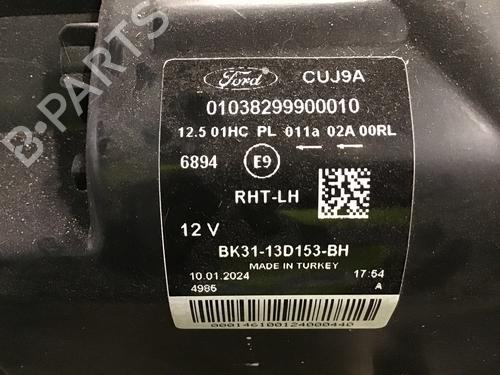 Ford CUJ9A
01038299900010
12.5 01HC PL 011a 02A 00RL
6894 E9
RHT-LH
12 V
BK31-13D153-BH
MADE IN TURKEY
10.01.2024 17:54
4986 A
00014610012400440
B-PARTS